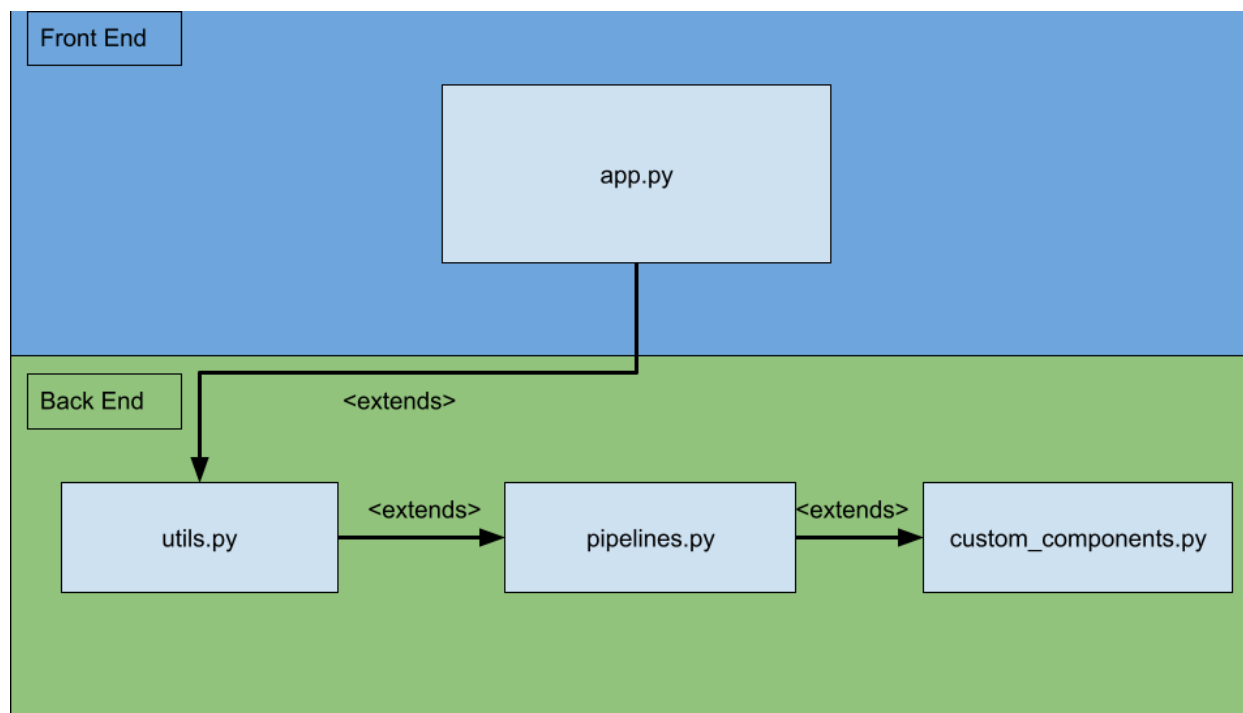 Front End
app.py
Back End
<extends>
<extends>
<extends>
utils.py
pipelines.py
custom_components.py